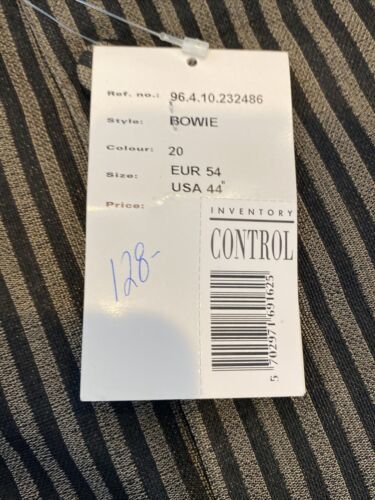 Ref. no.: 96.4.10.232486
Style: BOWIE
Colour: 20
Size: EUR 54
USA 44"
Price:
128-
INVENTORY
CONTROL
5 702971 691625